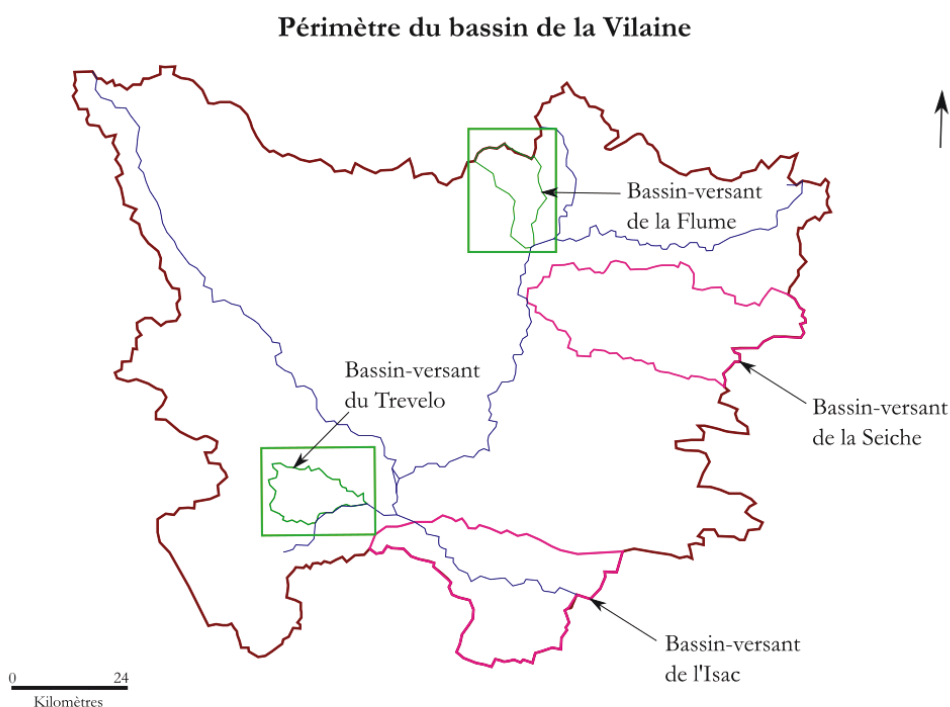 Périmètre du bassin de la Vilaine
Bassin-versant
de la Flume
Bassin-versant
du Trevelo
Bassin-versant
de la Seiche
Bassin-versant
de l'Isac
0 24
Kilomètres